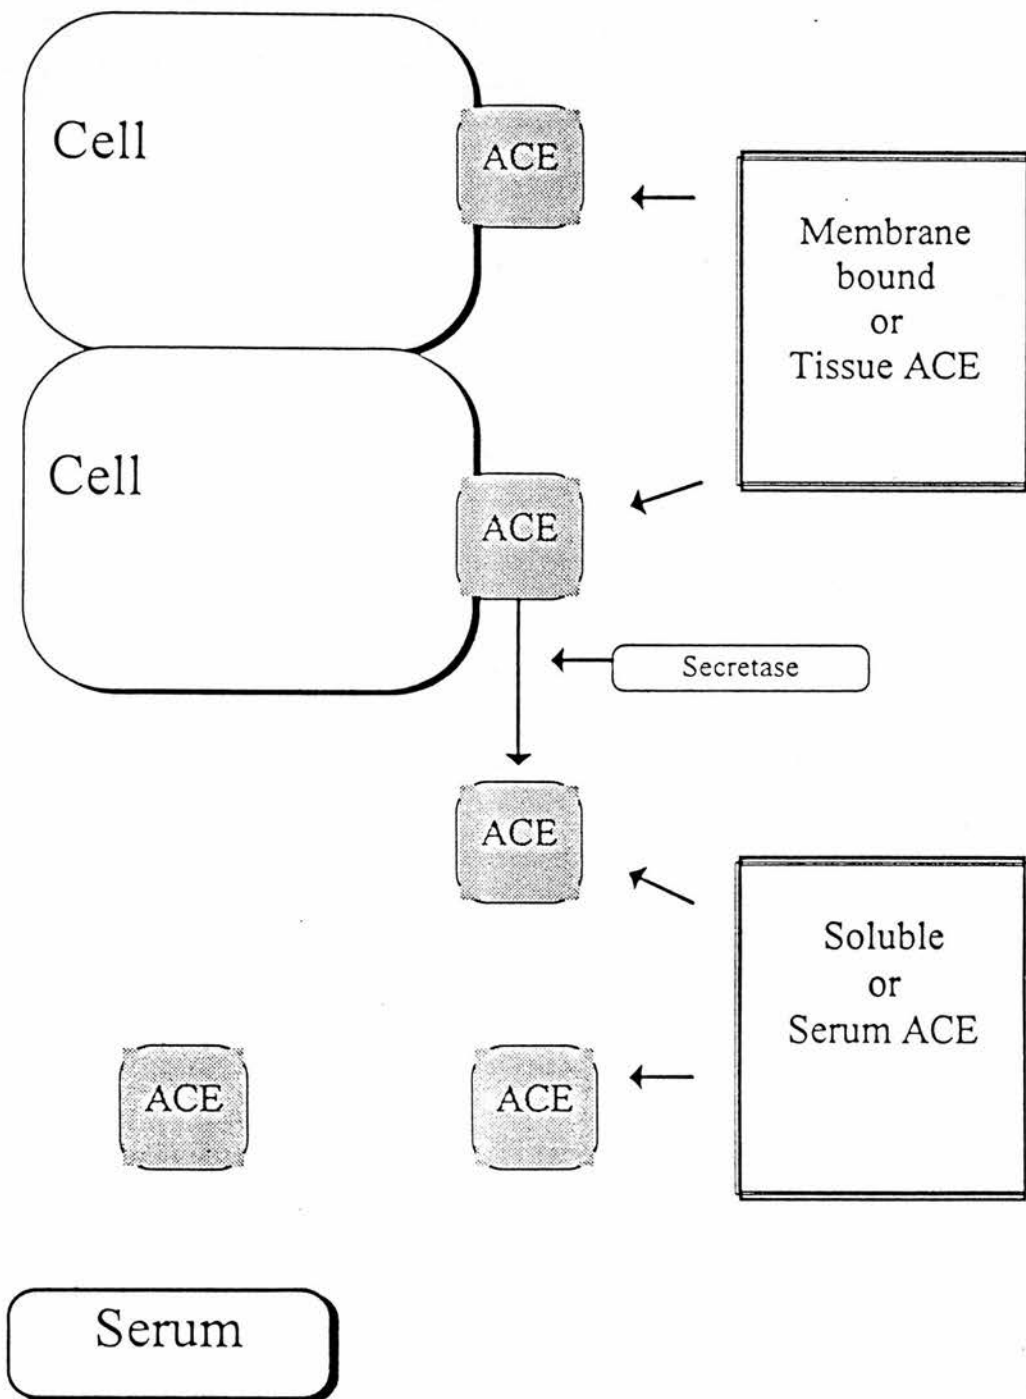 Cell
ACE
Membrane
bound
or
Tissue ACE
Cell
ACE
Secretase
ACE
Soluble
or
Serum ACE
ACE
ACE
Serum